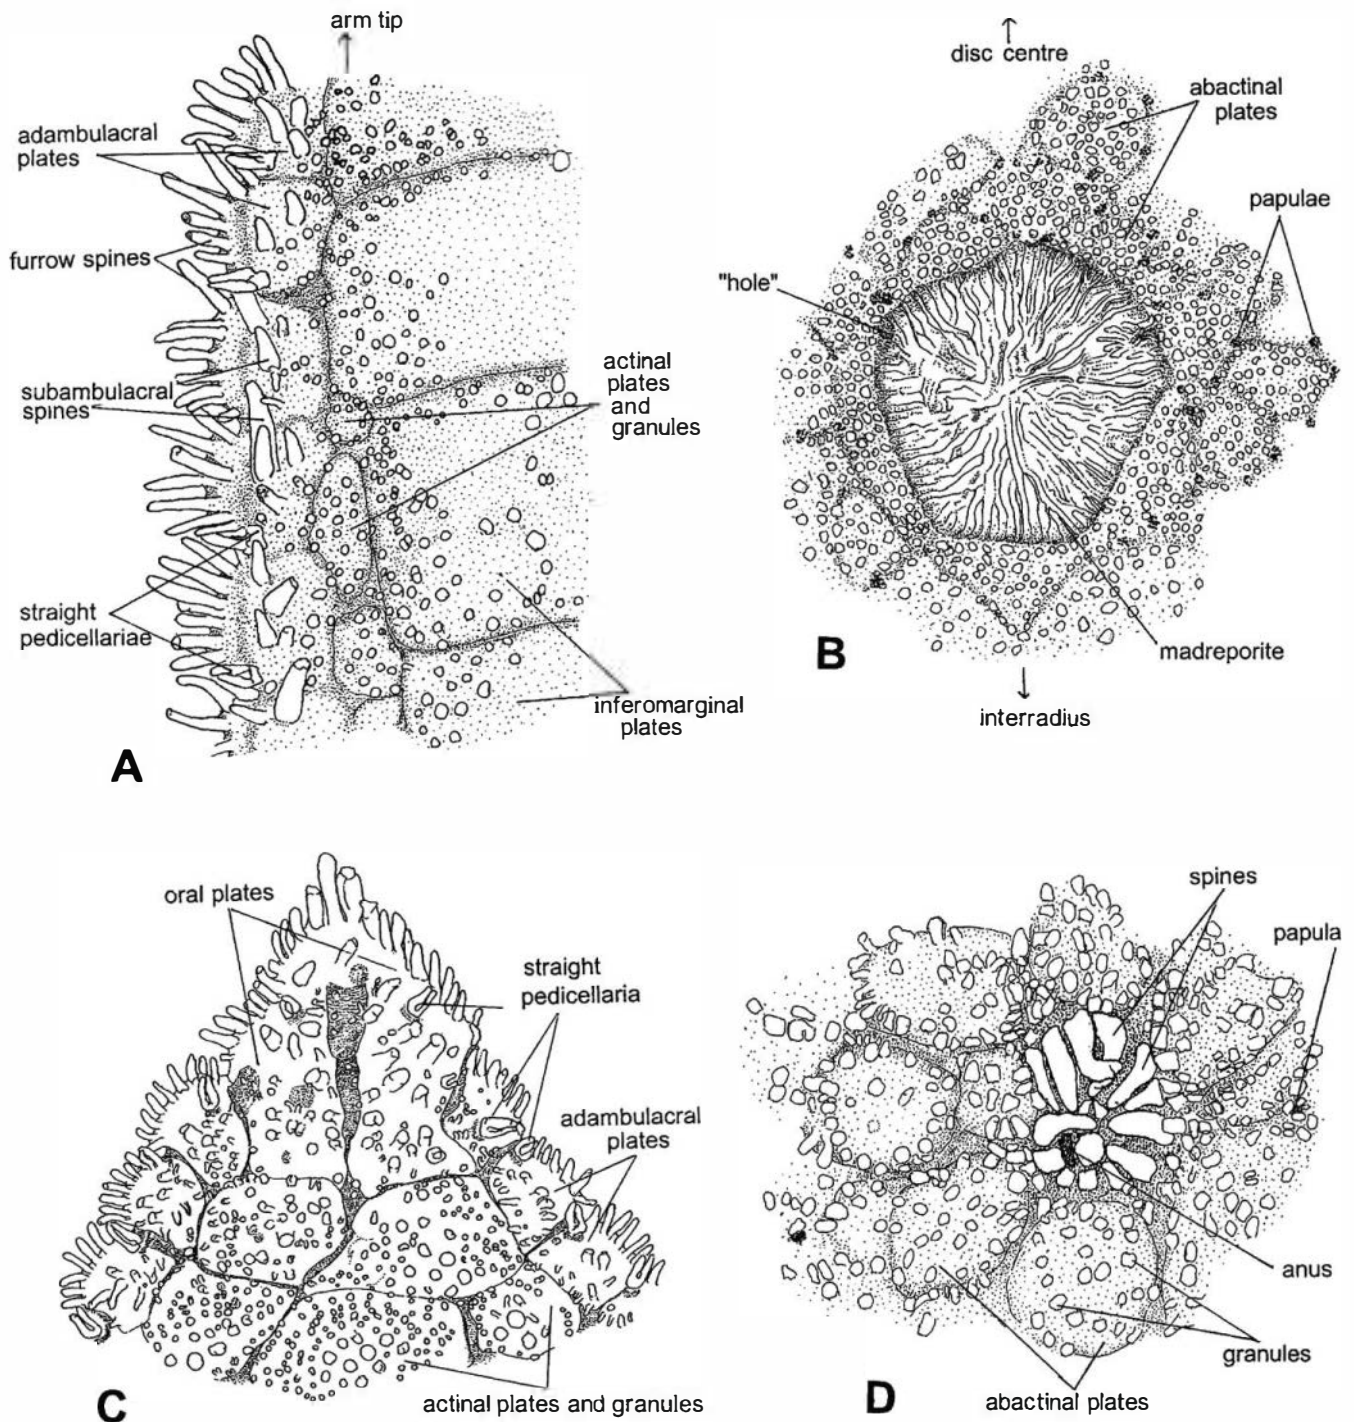 arm tip
adambulacral
plates
furrow spines
subambulacral
spines
straight
pedicellariae
actinal
plates
and
granules
inferomarginal
plates
A
disc centre
abactinal
plates
papulae
"hole"
madreporite
interradius
B
oral plates
straight
pedicellaria
adambulacral
plates
actinal plates and granules
C
spines
papula
anus
granules
abactinal plates
D